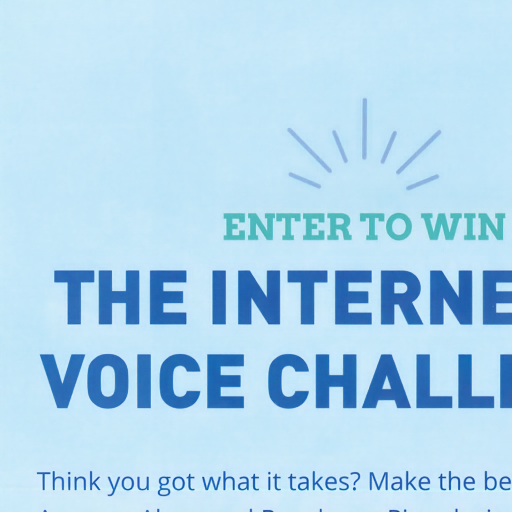 ENTER TO WIN
THE INTERNE
VOICE CHALL
Think you got what it takes? Make the be